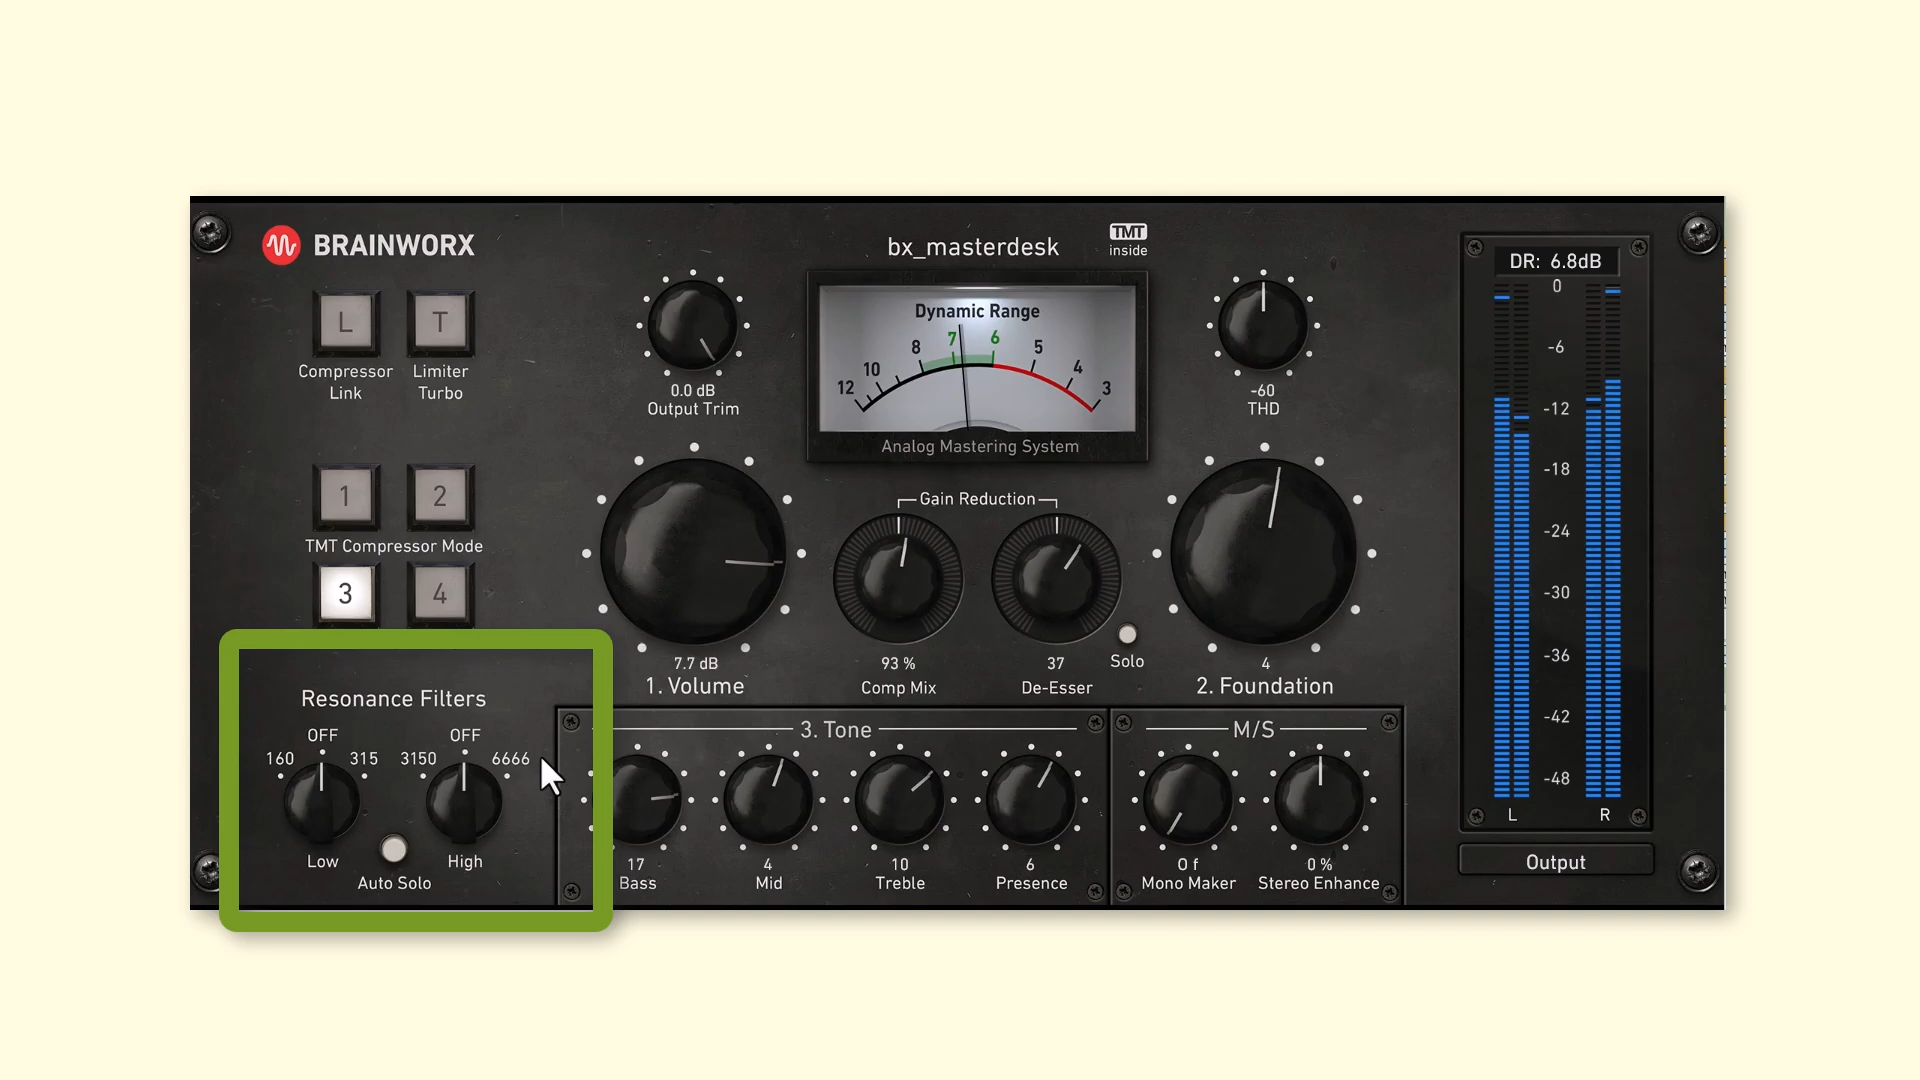 BRAINWORX
bx_masterdesk
TMT
inside
L
T
Compressor
Link
Limiter
Turbo
0.0 dB
Output Trim
Dynamic Range
12
10
8
7
6
5
4
3
Analog Mastering System
-60
THD
1
2
TMT Compressor Mode
3
4
Gain Reduction
7.7 dB
1. Volume
93 %
Comp Mix
37
De-Esser
Solo
4
2. Foundation
Resonance Filters
OFF
160
315
Low
OFF
3150
6666
High
Auto Solo
3. Tone
17
Bass
4
Mid
10
Treble
6
Presence
M/S
0 f
Mono Maker
0 %
Stereo Enhance
DR: 6.8dB
0
-6
-12
-18
-24
-30
-36
-42
-48
L
R
Output